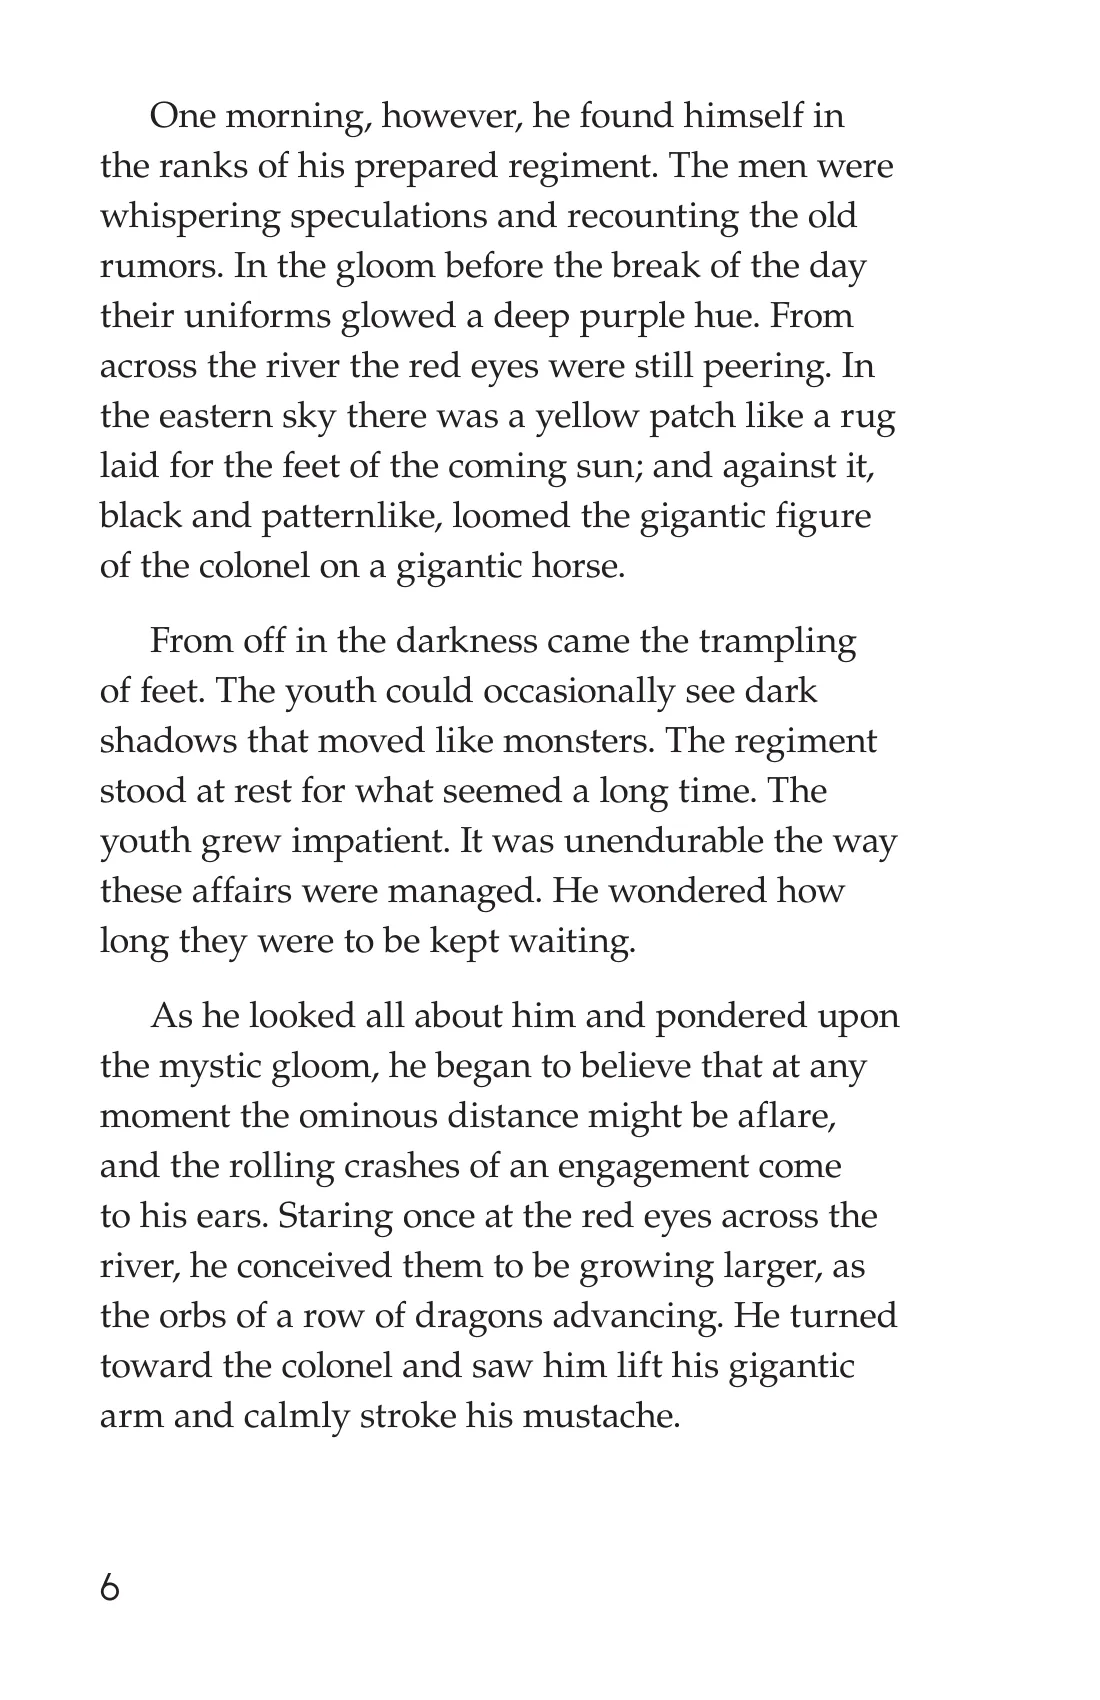 One morning, however, he found himself in
the ranks of his prepared regiment. The men were
whispering speculations and recounting the old
rumors. In the gloom before the break of the day
their uniforms glowed a deep purple hue. From
across the river the red eyes were still peering. In
the eastern sky there was a yellow patch like a rug
laid for the feet of the coming sun; and against it,
black and patternlike, loomed the gigantic figure
of the colonel on a gigantic horse.
From off in the darkness came the trampling
of feet. The youth could occasionally see dark
shadows that moved like monsters. The regiment
stood at rest for what seemed a long time. The
youth grew impatient. It was unendurable the way
these affairs were managed. He wondered how
long they were to be kept waiting.
As he looked all about him and pondered upon
the mystic gloom, he began to believe that at any
moment the ominous distance might be aflare,
and the rolling crashes of an engagement come
to his ears. Staring once at the red eyes across the
river, he conceived them to be growing larger, as
the orbs of a row of dragons advancing. He turned
toward the colonel and saw him lift his gigantic
arm and calmly stroke his mustache.
6